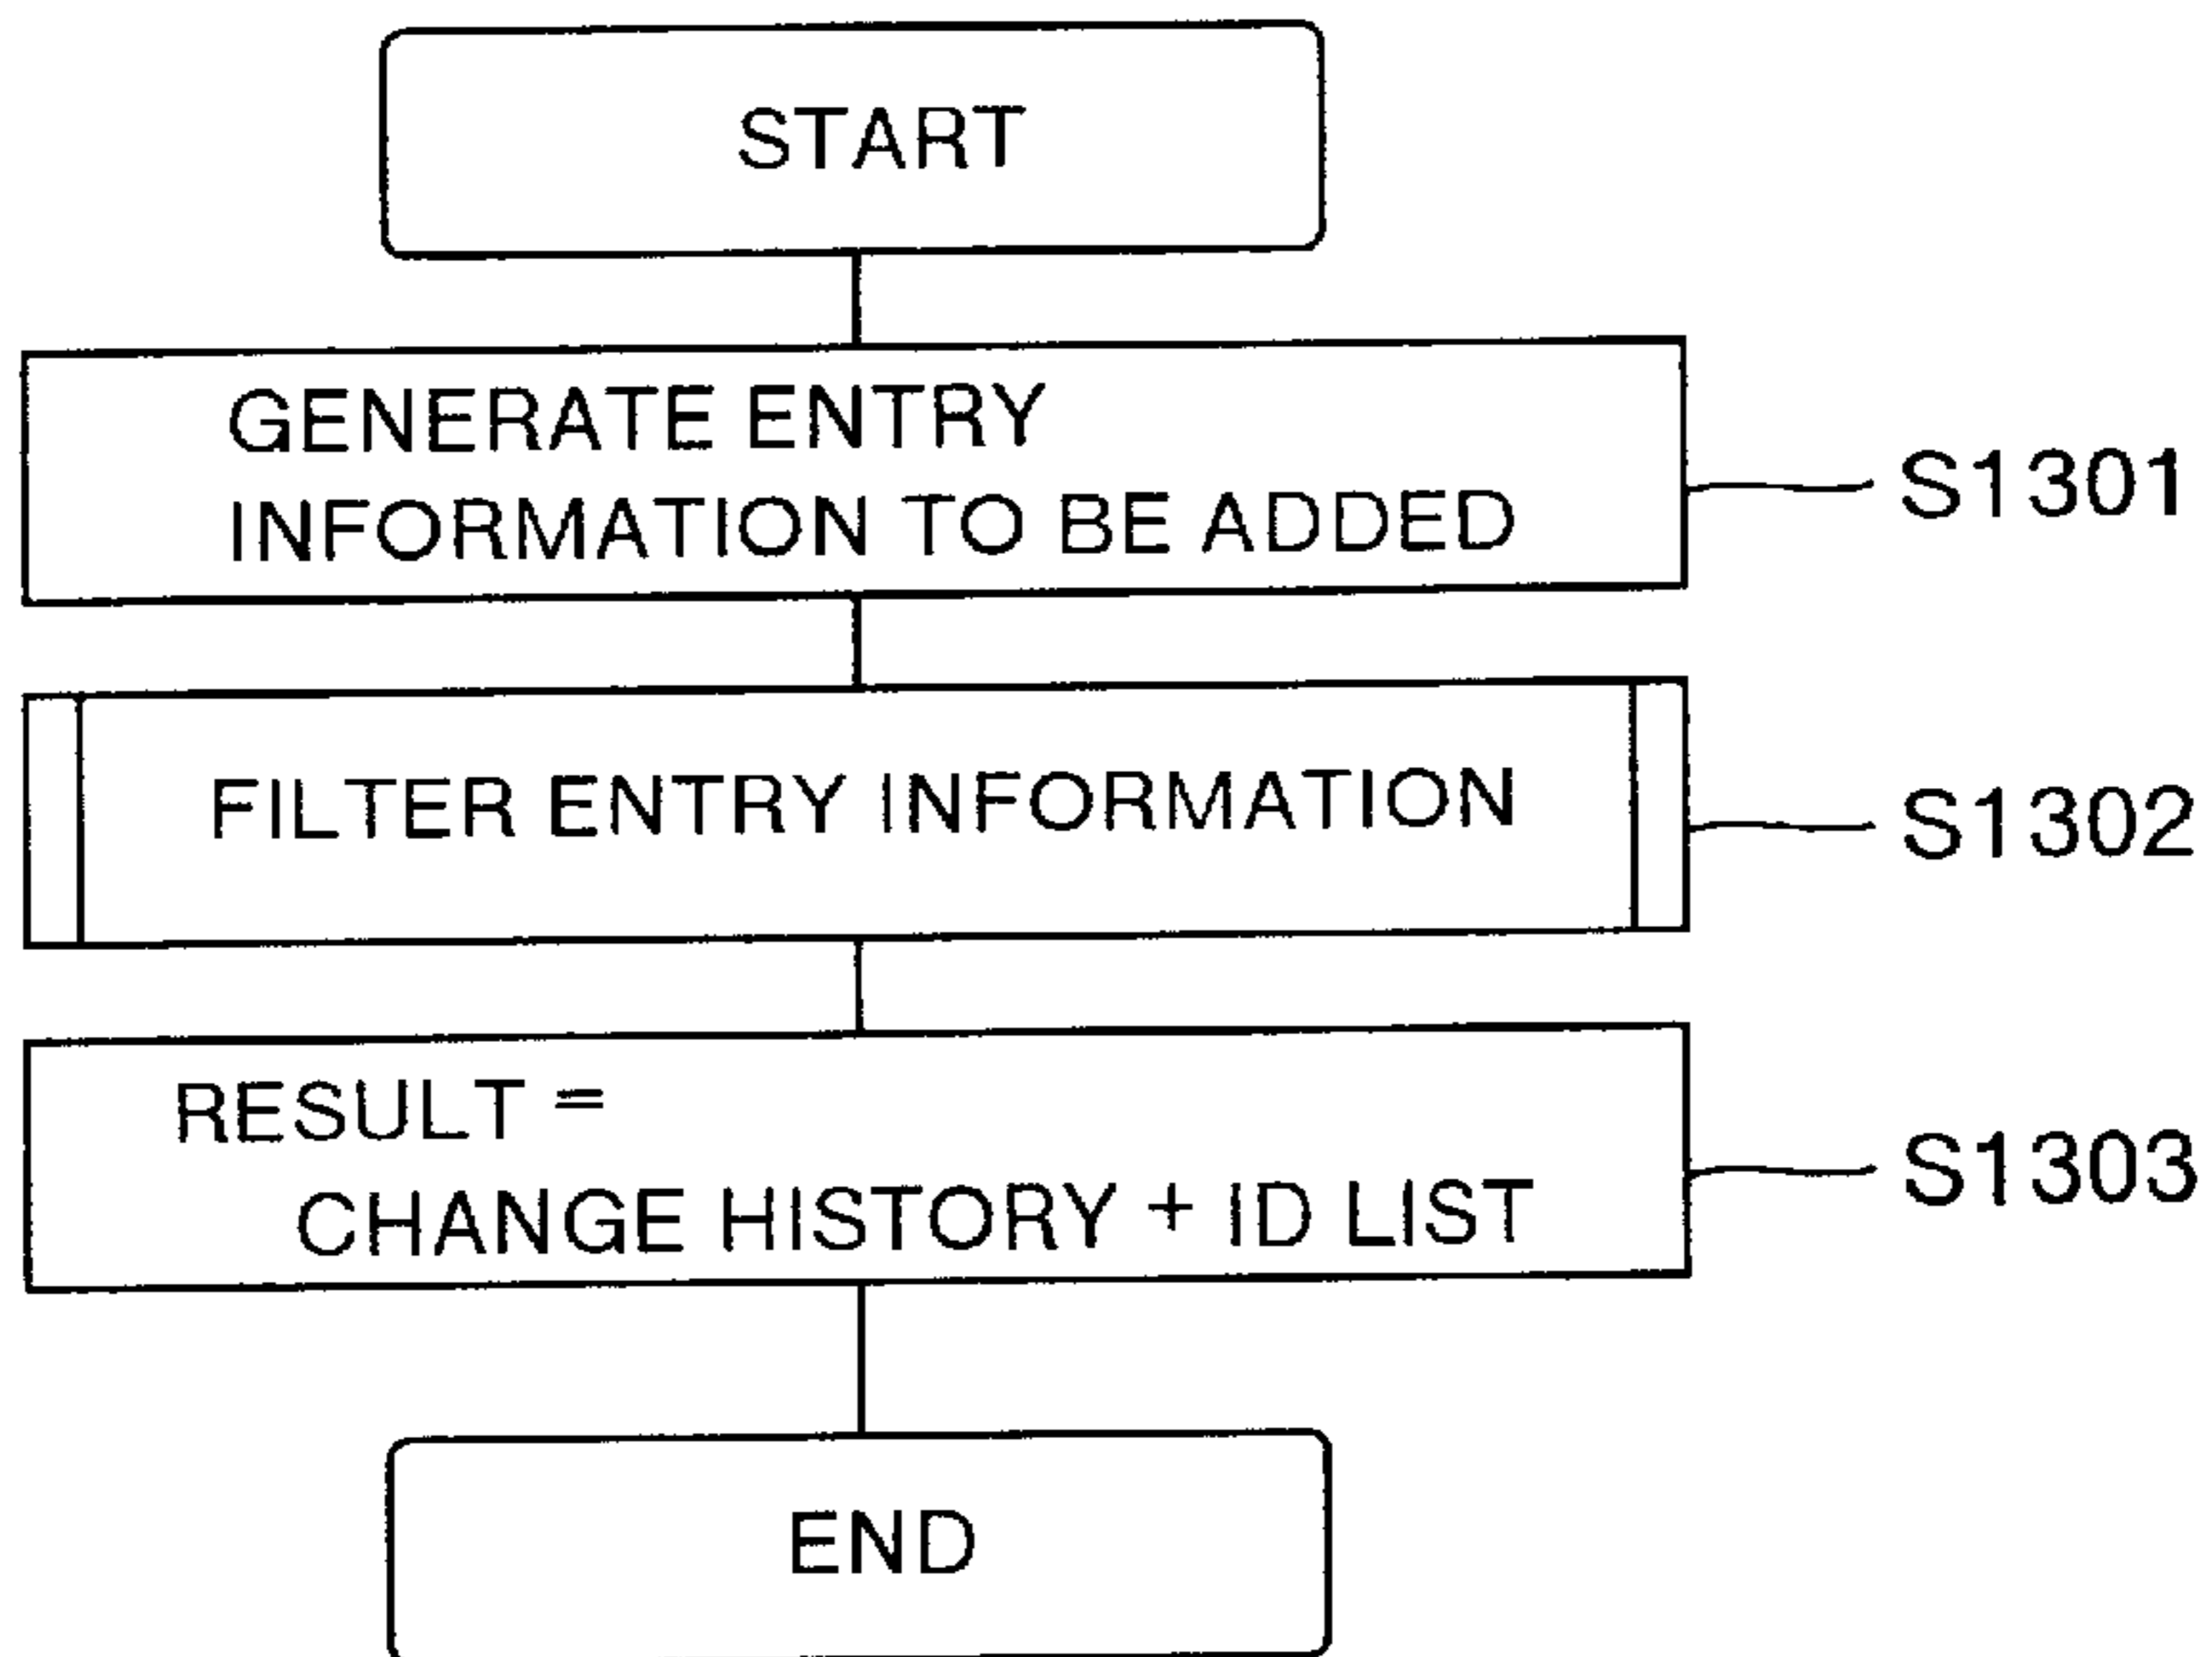 START
GENERATE ENTRY
INFORMATION TO BE ADDED
S1301
FILTER ENTRY INFORMATION
S1302
RESULT =
CHANGE HISTORY + ID LIST
S1303
END